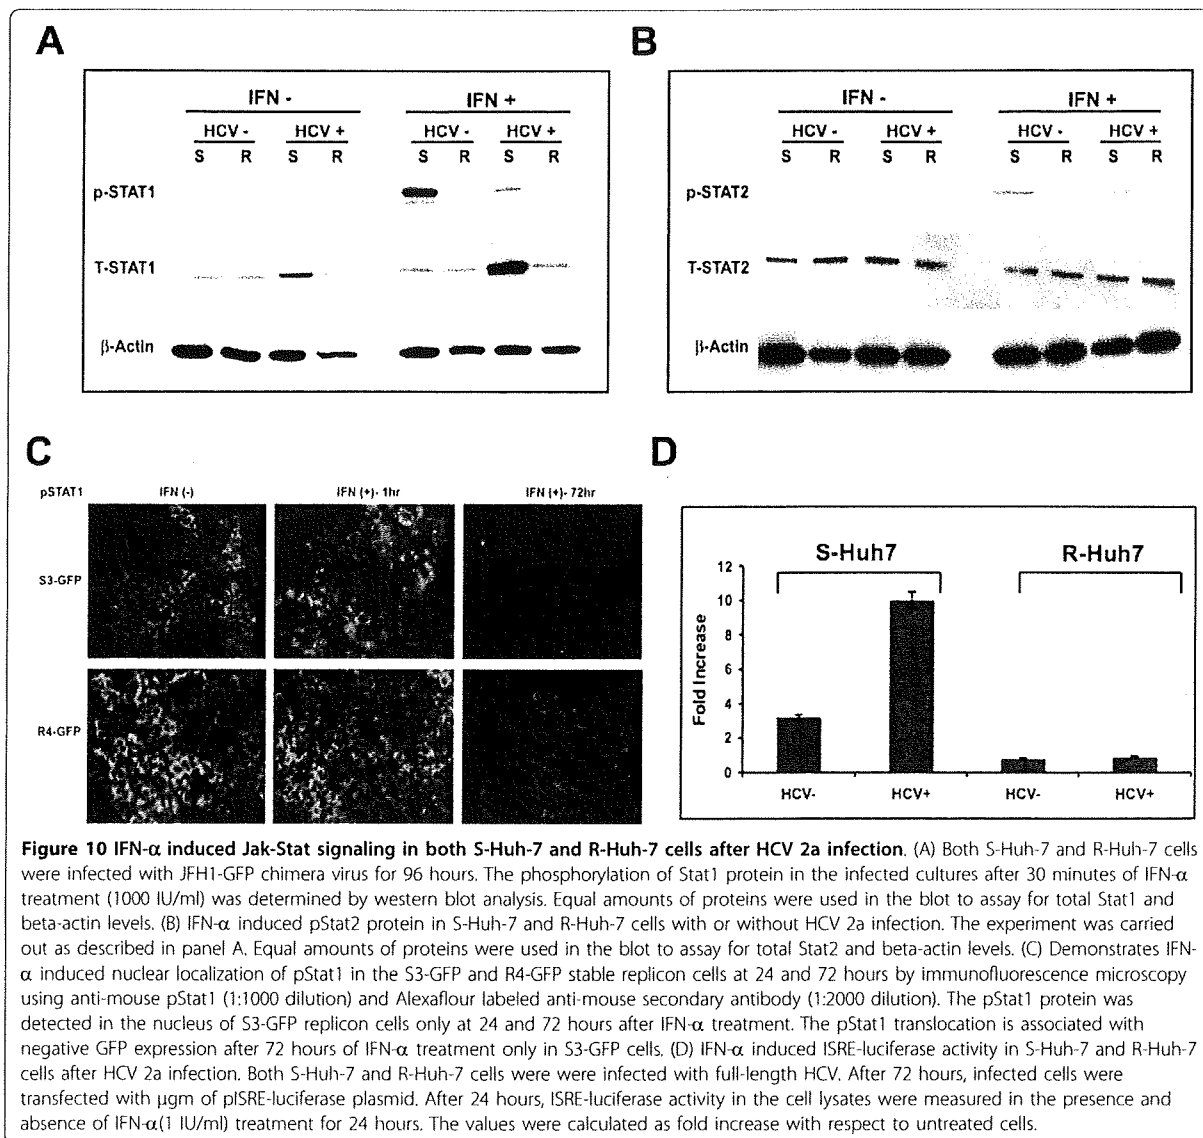 A
IFN -
IFN +
HCV -
HCV +
HCV -
HCV +
S R S R S R S R
p-STAT1
T-STAT1
β-Actin
B
IFN -
IFN +
HCV -
HCV +
HCV -
HCV +
S R S R S R S R
p-STAT2
T-STAT2
β-Actin
C
pSTAT1 IFN (-) IFN (+)- 1hr IFN (+)- 72hr
S3-GFP
R4-GFP
D
S-Huh7 R-Huh7
Fold Increase
12
10
8
6
4
2
0
HCV- HCV+ HCV- HCV+
Figure 10 IFN-α induced Jak-Stat signaling in both S-Huh-7 and R-Huh-7 cells after HCV 2a infection. (A) Both S-Huh-7 and R-Huh-7 cells
were infected with JFH1-GFP chimera virus for 96 hours. The phosphorylation of Stat1 protein in the infected cultures after 30 minutes of IFN-α
treatment (1000 IU/ml) was determined by western blot analysis. Equal amounts of proteins were used in the blot to assay for total Stat1 and
beta-actin levels. (B) IFN-α induced pStat2 protein in S-Huh-7 and R-Huh-7 cells with or without HCV 2a infection. The experiment was carried
out as described in panel A. Equal amounts of proteins were used in the blot to assay for total Stat2 and beta-actin levels. (C) Demonstrates IFN-
α induced nuclear localization of pStat1 in the S3-GFP and R4-GFP stable replicon cells at 24 and 72 hours by immunofluorescence microscopy
using anti-mouse pStat1 (1:1000 dilution) and Alexaflour labeled anti-mouse secondary antibody (1:2000 dilution). The pStat1 protein was
detected in the nucleus of S3-GFP replicon cells only at 24 and 72 hours after IFN-α treatment. The pStat1 translocation is associated with
negative GFP expression after 72 hours of IFN-α treatment only in S3-GFP cells. (D) IFN-α induced ISRE-luciferase activity in S-Huh-7 and R-Huh-7
cells after HCV 2a infection. Both S-Huh-7 and R-Huh-7 cells were were infected with full-length HCV. After 72 hours, infected cells were
transfected with μgm of pISRE-luciferase plasmid. After 24 hours, ISRE-luciferase activity in the cell lysates were measured in the presence and
absence of IFN-α(1 IU/ml) treatment for 24 hours. The values were calculated as fold increase with respect to untreated cells.